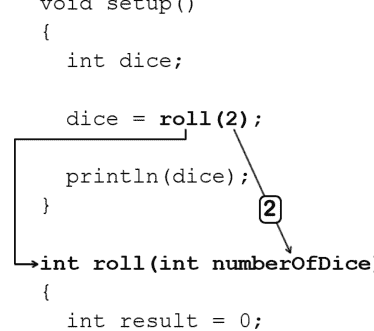 void setup()
{
int dice;
dice = roll(2);
println(dice);
}
2
int roll(int numberOfDice)
{
int result = 0;